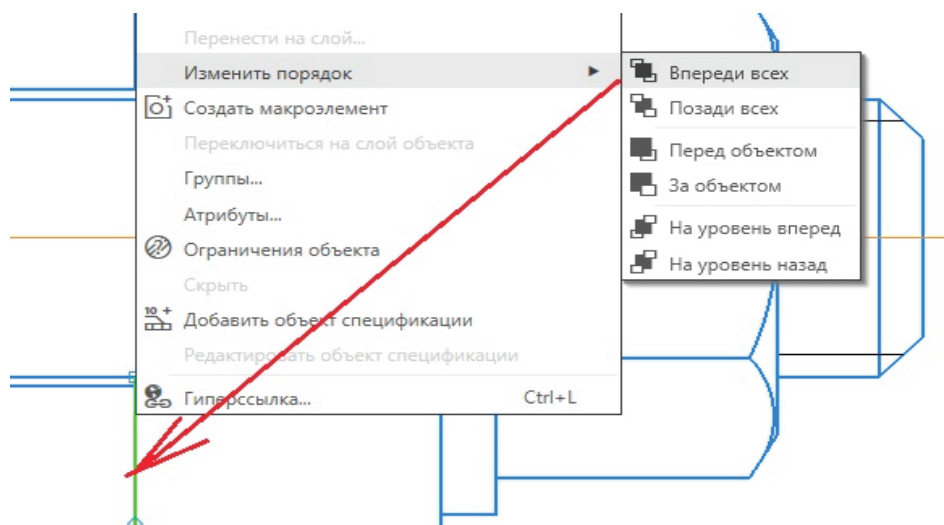 Перенести на слой...
Изменить порядок
Создать макроэлемент
Переключиться на слой объекта
Группы...
Атрибуты...
Ограничения объекта
Скрыть
10 +
Добавить объект спецификации
Редактировать объект спецификации
Гиперссылка... Ctrl+L
Впереди всех
Позади всех
Перед объектом
За объектом
На уровень вперед
На уровень назад